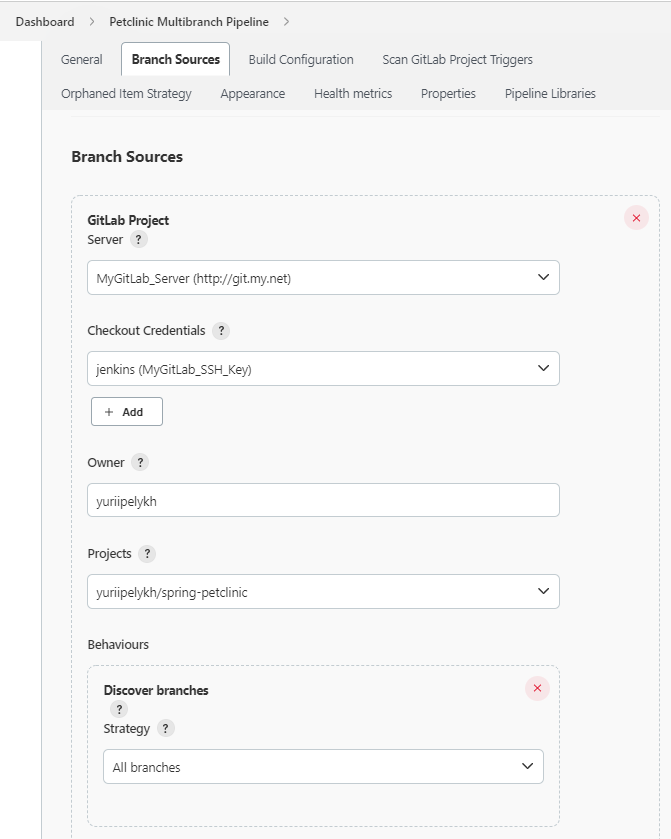 Dashboard > Petclinic Multibranch Pipeline >
General Branch Sources Build Configuration Scan GitLab Project Triggers
Orphaned Item Strategy Appearance Health metrics Properties Pipeline Libraries
Branch Sources
GitLab Project
Server ?
MyGitLab_Server (http://git.my.net)
Checkout Credentials ?
jenkins (MyGitLab_SSH_Key)
+ Add
Owner ?
yuriipelykh
Projects ?
yuriipelykh/spring-petclinic
Behaviours
Discover branches
?
Strategy ?
All branches